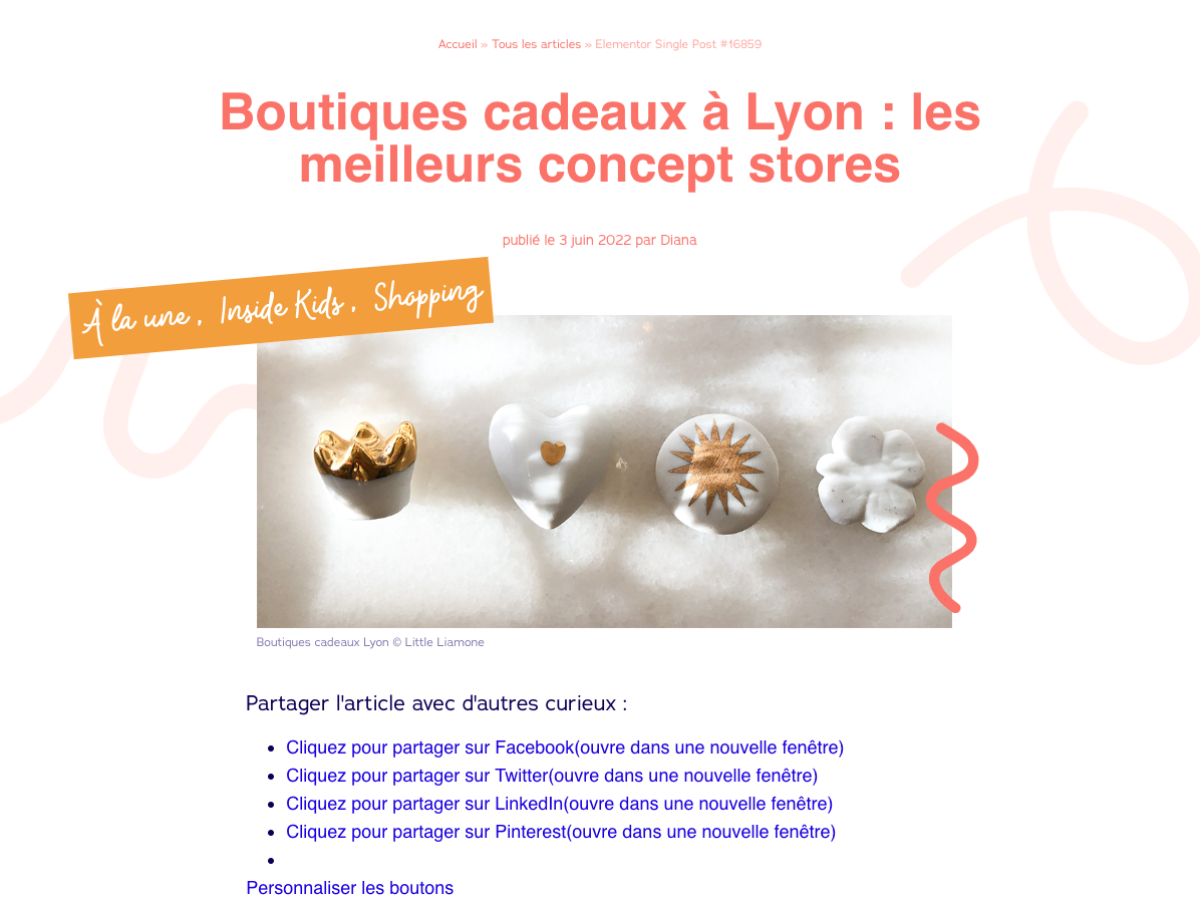 Accueil » Tous les articles » Elementor Single Post #16859
Boutiques cadeaux à Lyon : les
meilleurs concept stores
publié le 3 juin 2022 par Diana
À la une, Inside Kids, Shopping
Boutiques cadeaux Lyon © Little Liamone
Partager l'article avec d'autres curieux :
Cliquez pour partager sur Facebook(ouvre dans une nouvelle fenêtre)
Cliquez pour partager sur Twitter(ouvre dans une nouvelle fenêtre)
Cliquez pour partager sur LinkedIn(ouvre dans une nouvelle fenêtre)
Cliquez pour partager sur Pinterest(ouvre dans une nouvelle fenêtre)
Personnaliser les boutons